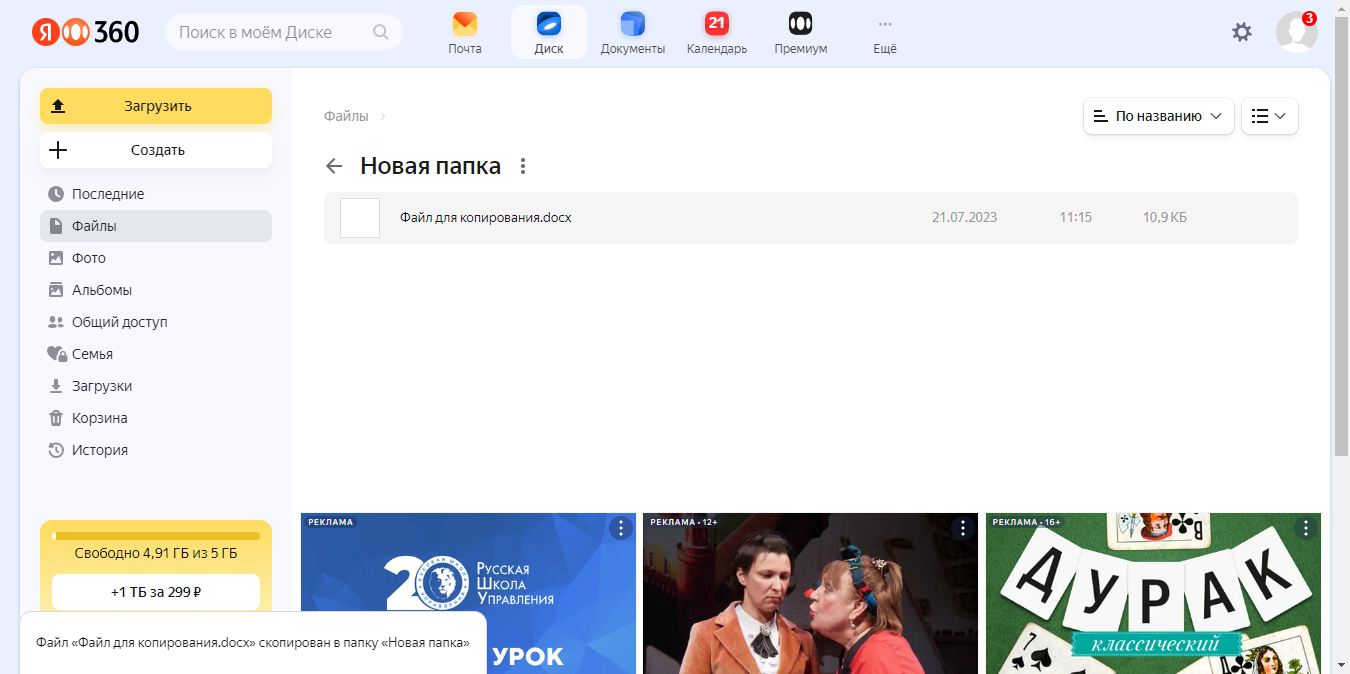 Я 360
Поиск в моём Диске
Почта
Диск
Документы
21
Календарь
Премиум
Ещё
3
Загрузить
Создать
Последние
Файлы
Фото
Альбомы
Общий доступ
Семья
Загрузки
Корзина
История
Свободно 4,91 ГБ из 5 ГБ
+1 ТБ за 299 ₽
Файл «Файл для копирования.docx» скопирован в папку «Новая папка»
Файлы
По названию
Новая папка
Файл для копирования.docx 21.07.2023 11:15 10,9 КБ
РЕКЛАМА
20
РУССКАЯ
ШКОЛА
УПРАВЛЕНИЯ
УРОК
РЕКЛАМА • 12+
РЕКЛАМА • 16+
ДУРАК
классический